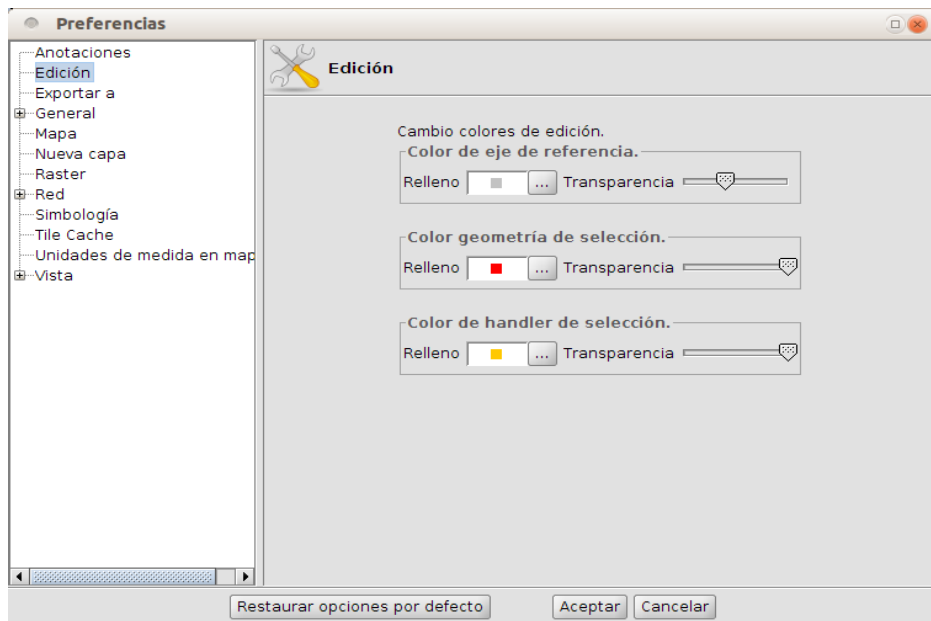 Preferencias
Anotaciones
Edición
Exportar a
General
Mapa
Nueva capa
Raster
Red
Simbología
Tile Cache
Unidades de medida en map
Vista
Edición
Cambio colores de edición.
Color de eje de referencia.
Relleno ... Transparencia
Color geometría de selección.
Relleno ... Transparencia
Color de handler de selección.
Relleno ... Transparencia
Restaurar opciones por defecto Aceptar Cancelar